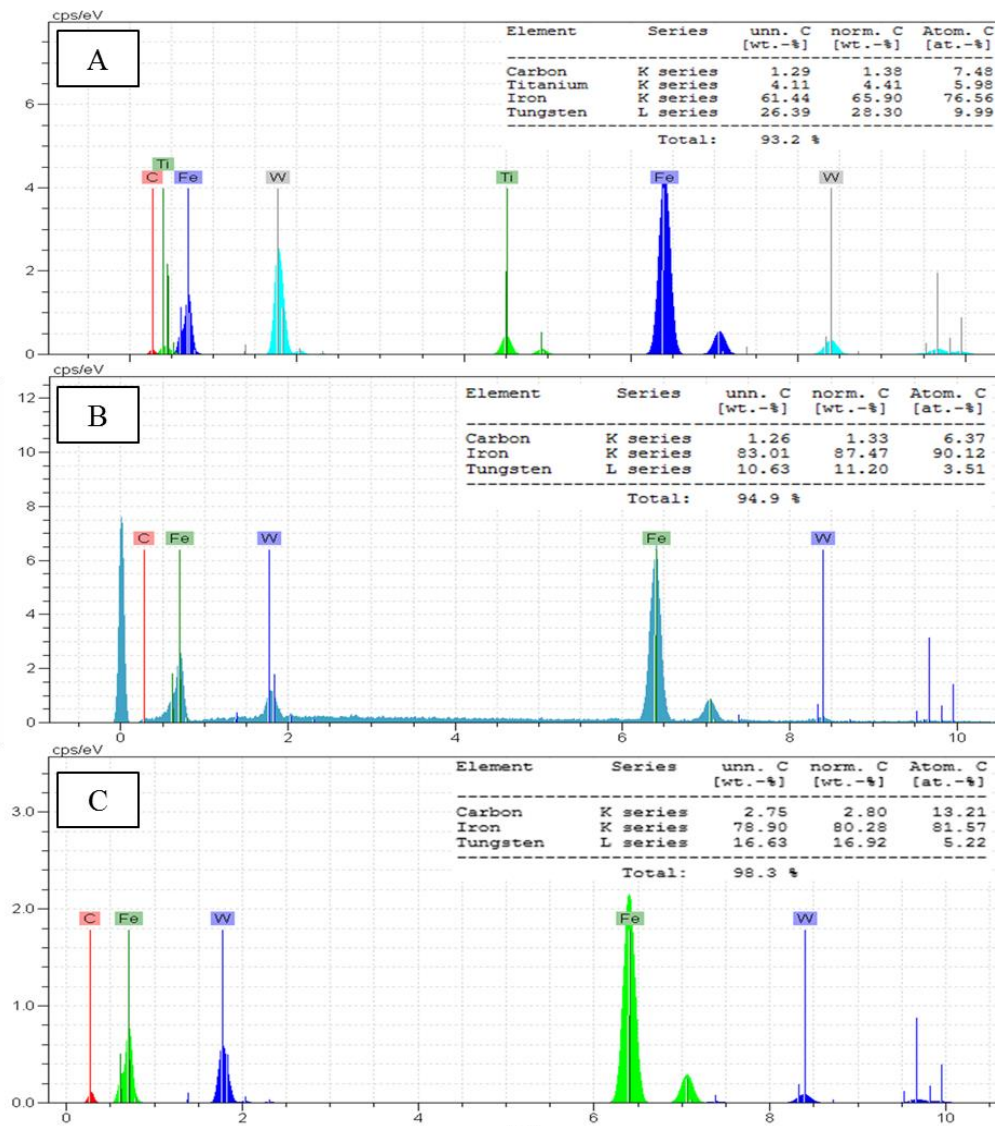 cps/eV
A
Element Series unn. C norm. C Atom. C
[wt.-%] [wt.-%] [at.-%]
Carbon K series 1.29 1.38 7.48
Titanium K series 4.11 4.41 5.98
Iron K series 61.44 65.90 76.56
Tungsten L series 26.39 28.30 9.99
Total: 93.2 %
6
4
2
0
Ti
C Fe W Ti Fe W
cps/eV
B
Element Series unn. C norm. C Atom. C
[wt.-%] [wt.-%] [at.-%]
Carbon K series 1.26 1.33 6.37
Iron K series 83.01 87.47 90.12
Tungsten L series 10.63 11.20 3.51
Total: 94.9 %
12
10
8
6
4
2
0
C Fe W Fe W
0 2 4 6 8 10
cps/eV
C
Element Series unn. C norm. C Atom. C
[wt.-%] [wt.-%] [at.-%]
Carbon K series 2.75 2.80 13.21
Iron K series 78.90 80.28 81.57
Tungsten L series 16.63 16.92 5.22
Total: 98.3 %
3.0
2.0
1.0
0.0
C Fe W Fe W
0 2 4 6 8 10